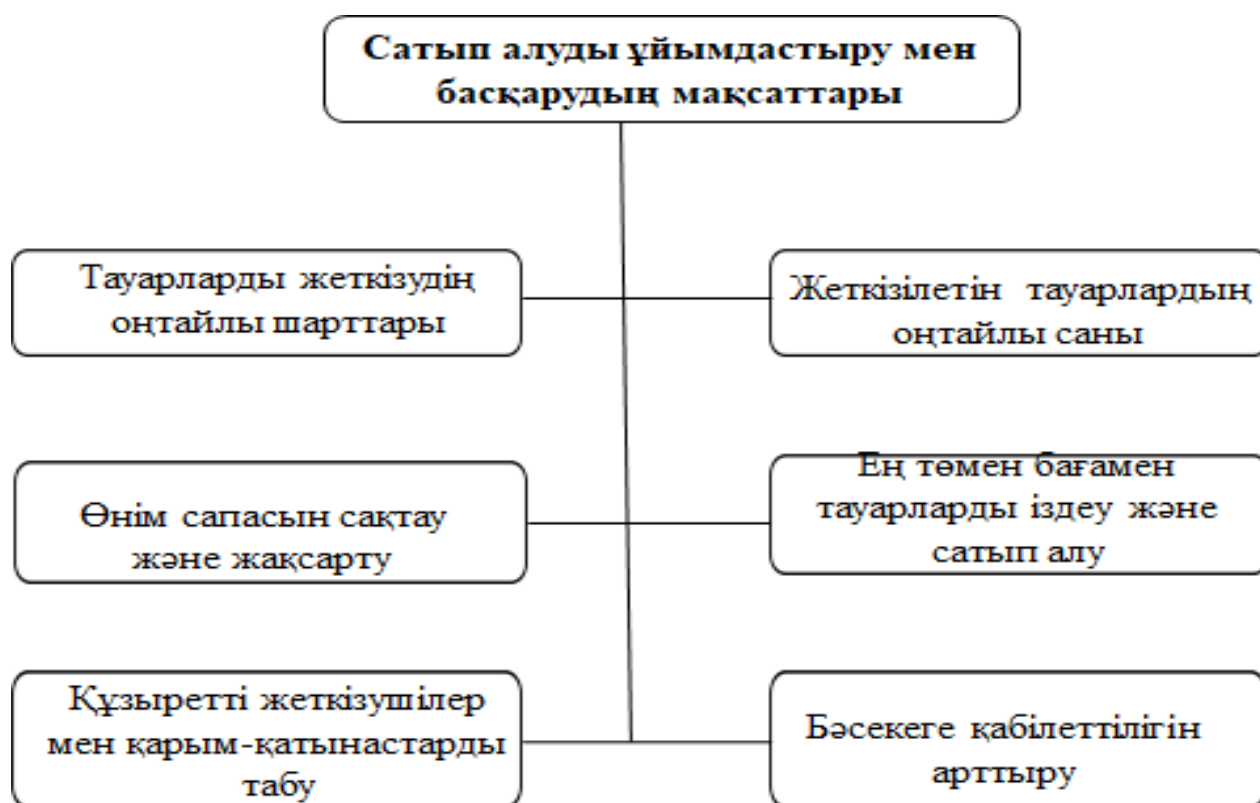 Сатып алуды ұйымдастыру мен
басқарудың мақсаттары
Тауарларды жеткізудің
оңтайлы шарттары
Жеткізілетін тауарлардың
оңтайлы саны
Өнім сапасын сақтау
және жақсарту
Ең төмен бағамен
тауарларды іздеу және
сатып алу
Құзыретті жеткізушілер
мен қарым-қатынастарды
табу
Бәсекеге қабілеттілігін
арттыру